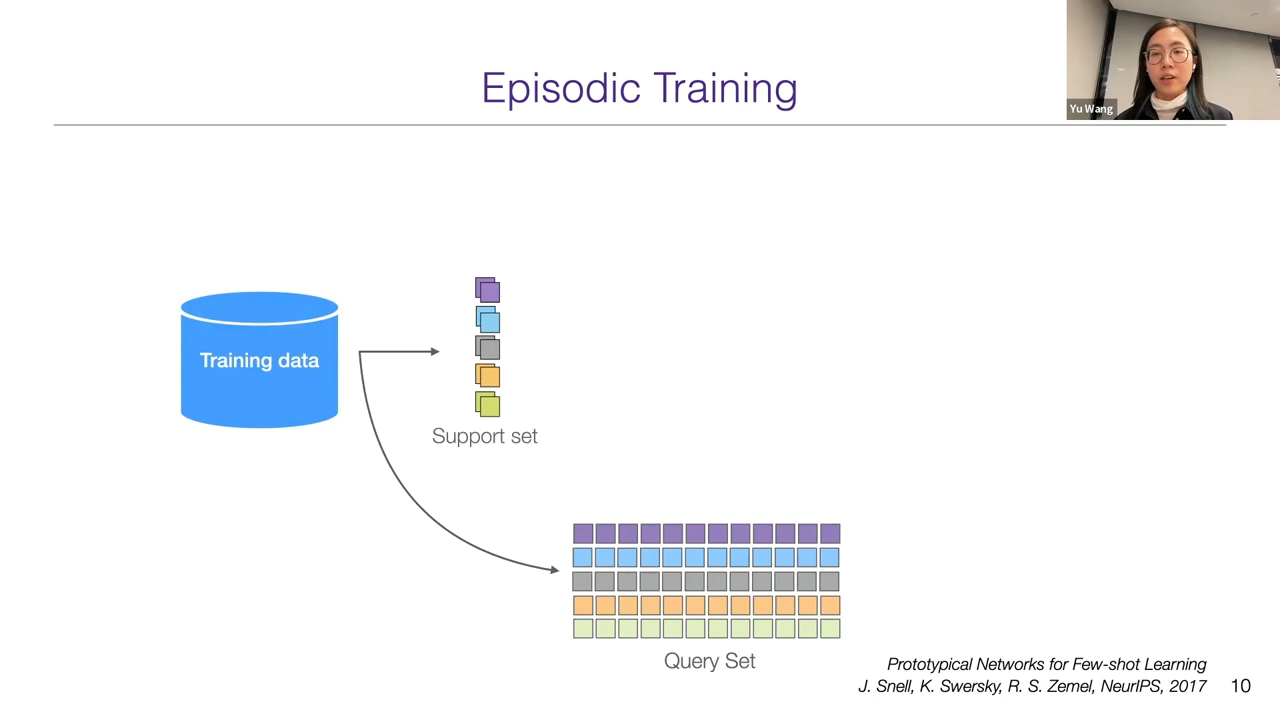 Episodic Training
Yu Wang
Training data
Support set
Query Set
Prototypical Networks for Few-shot Learning
J. Snell, K. Swersky, R. S. Zemel, NeurIPS, 2017
10